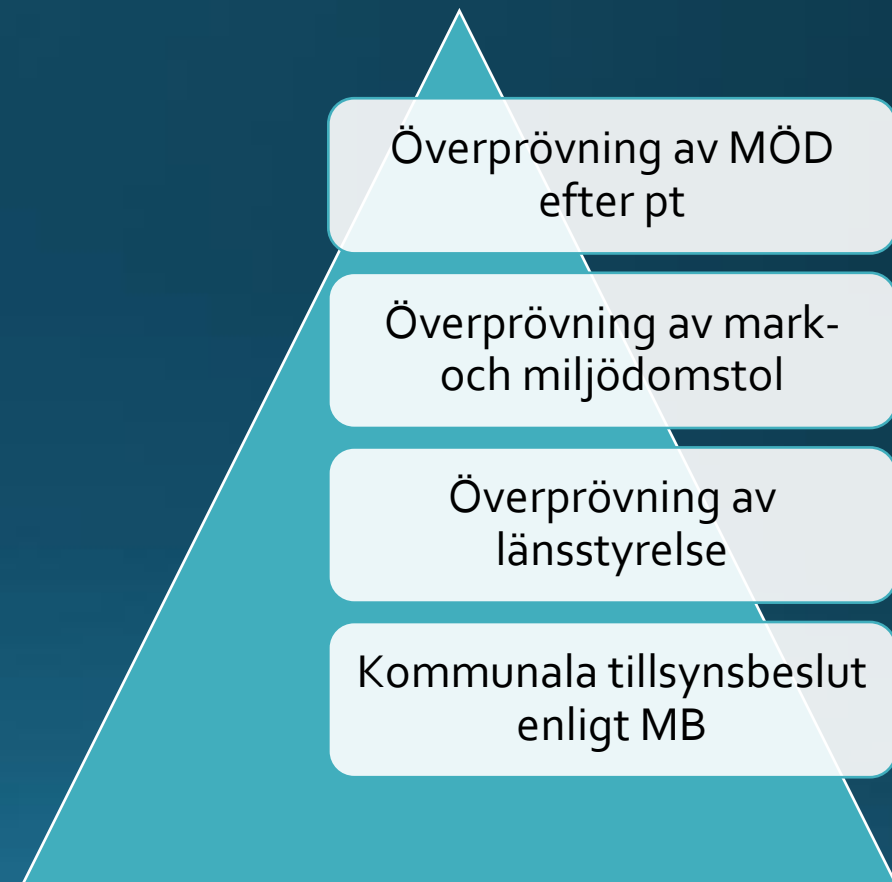 Överprövning av MÖD
efter pt
Överprövning av mark-
och miljödomstol
Överprövning av
länsstyrelse
Kommunala tillsynsbeslut
enligt MB